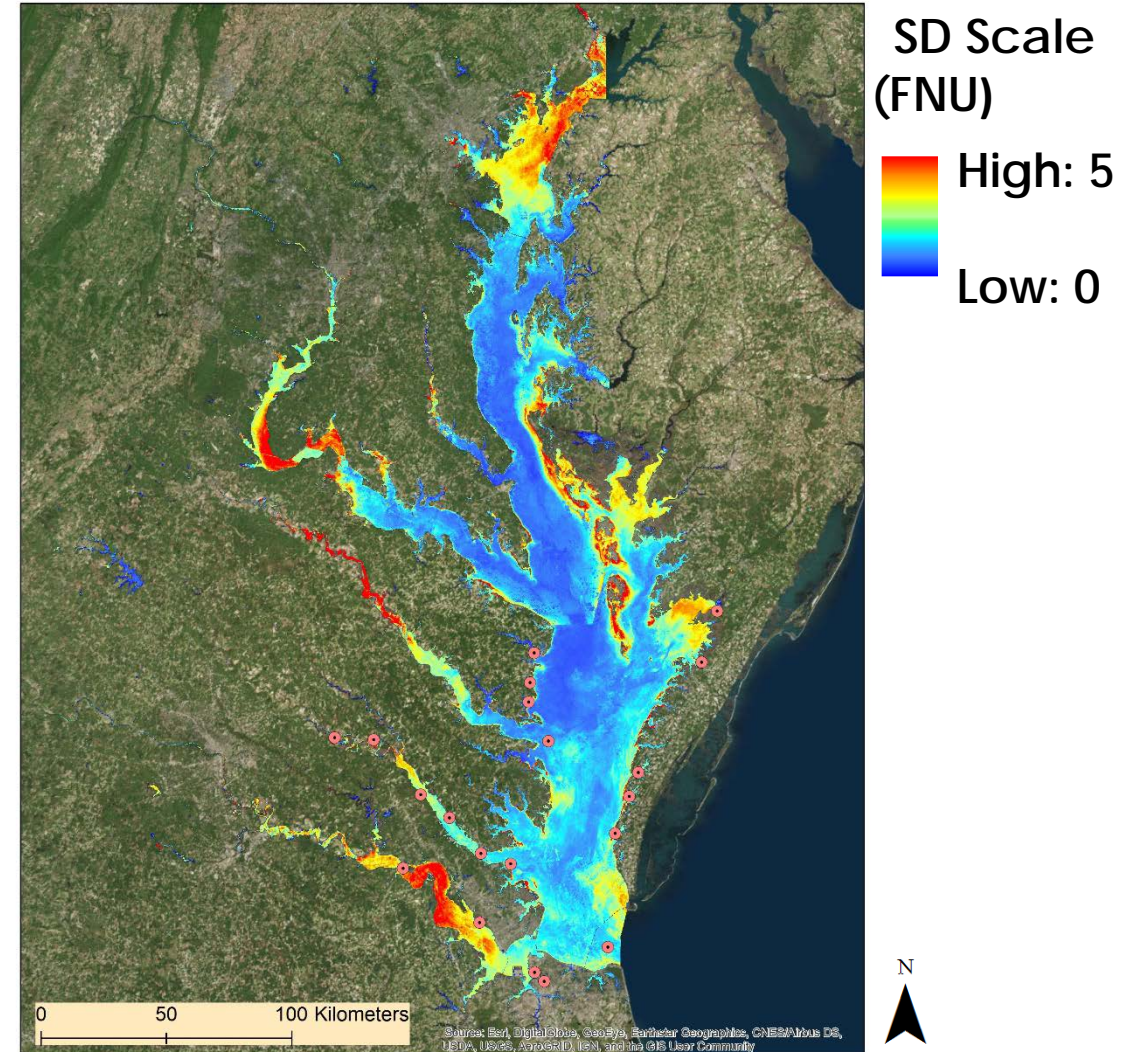 SD Scale
(FNU)
High: 5
Low: 0
N
0 50 100 Kilometers
Source: Esri, DigitalGlobe, GeoEye, Earthstar Geographics, CNES/Airbus DS,
USDA, USGS, AeroGRID, IGN, and the GIS User Community